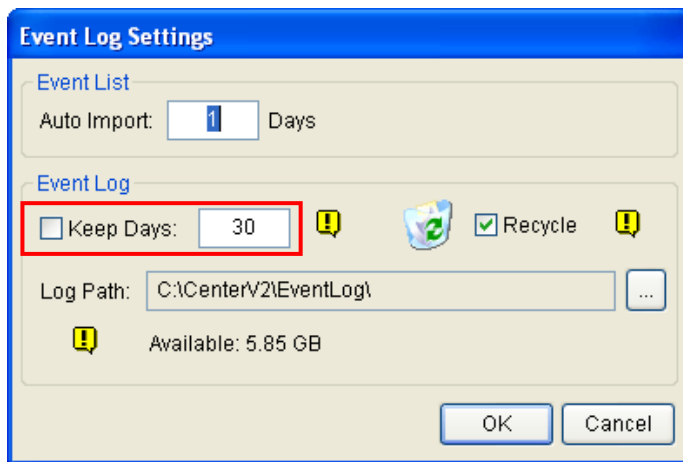 Event Log Settings
Event List
Auto Import: 1 Days
Event Log
Keep Days: 30 Recycle
Log Path: C:\CenterV2\EventLog\ ...
Available: 5.85 GB
OK Cancel